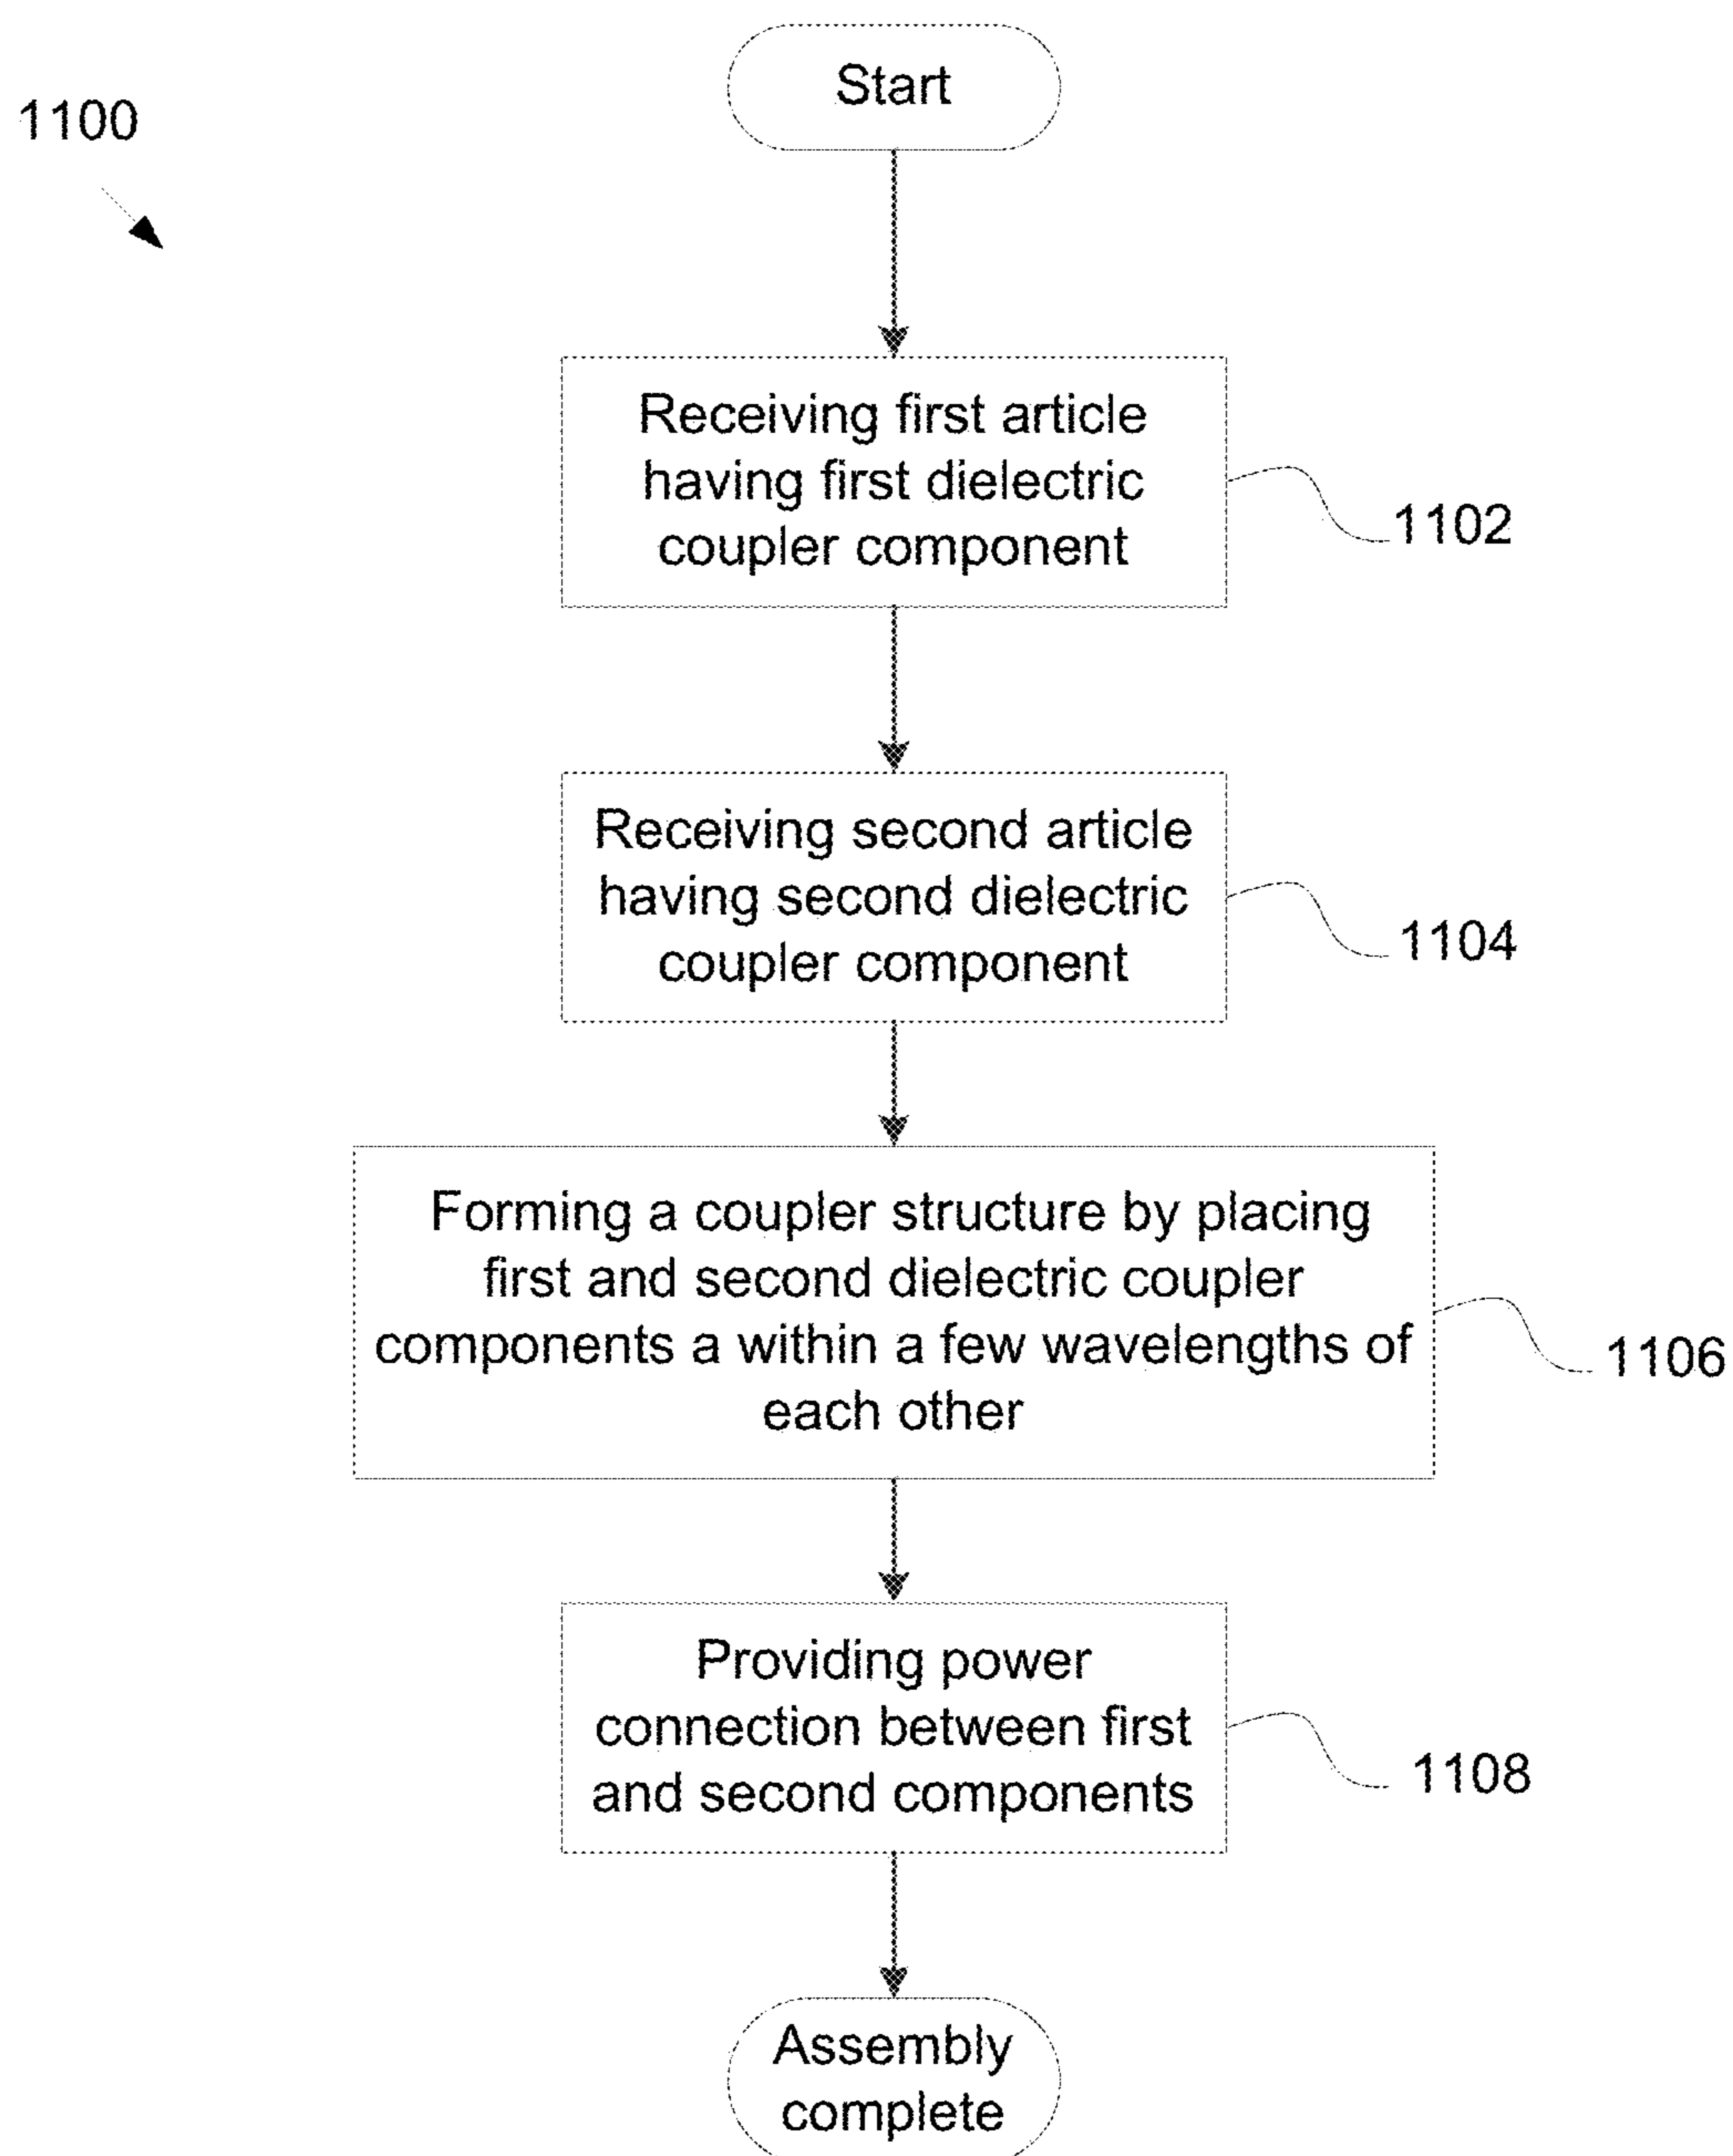 Start
1100
Receiving first article
having first dielectric
coupler component
1102
Receiving second article
having second dielectric
coupler component
1104
Forming a coupler structure by placing
first and second dielectric coupler
components a within a few wavelengths of
each other
1106
Providing power
connection between first
and second components
1108
Assembly
complete